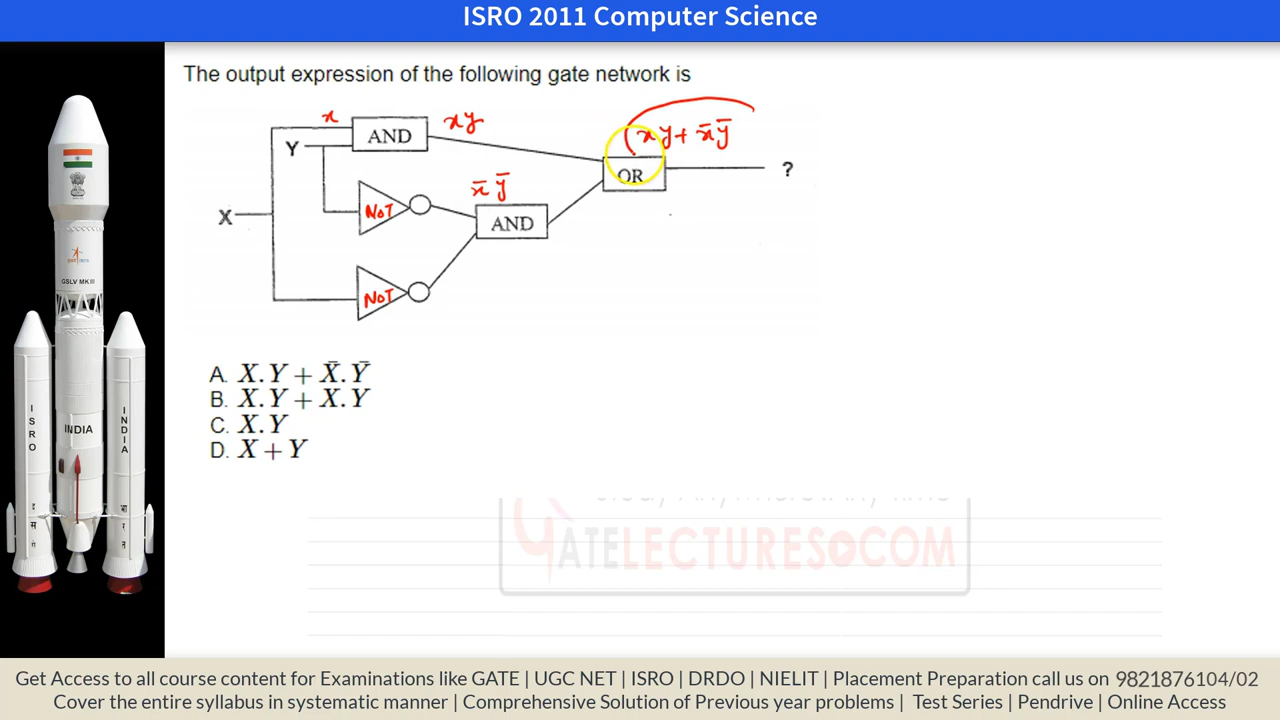 ISRO 2011 Computer Science
The output expression of the following gate network is
x
AND
xy
Y
(xy + x̄ȳ
OR
?
x̄ ȳ
NOT
AND
X
NOT
GSLV MKIII
A. X.Y + X̄.Ȳ
B. X.Y + X.Y
C. X.Y
D. X + Y
ISRO
INDIA
INDIA
ATELECTURES.COM
Get Access to all course content for Examinations like GATE | UGC NET | ISRO | DRDO | NIELIT | Placement Preparation call us on 9821876104/02
Cover the entire syllabus in systematic manner | Comprehensive Solution of Previous year problems | Test Series | Pendrive | Online Access